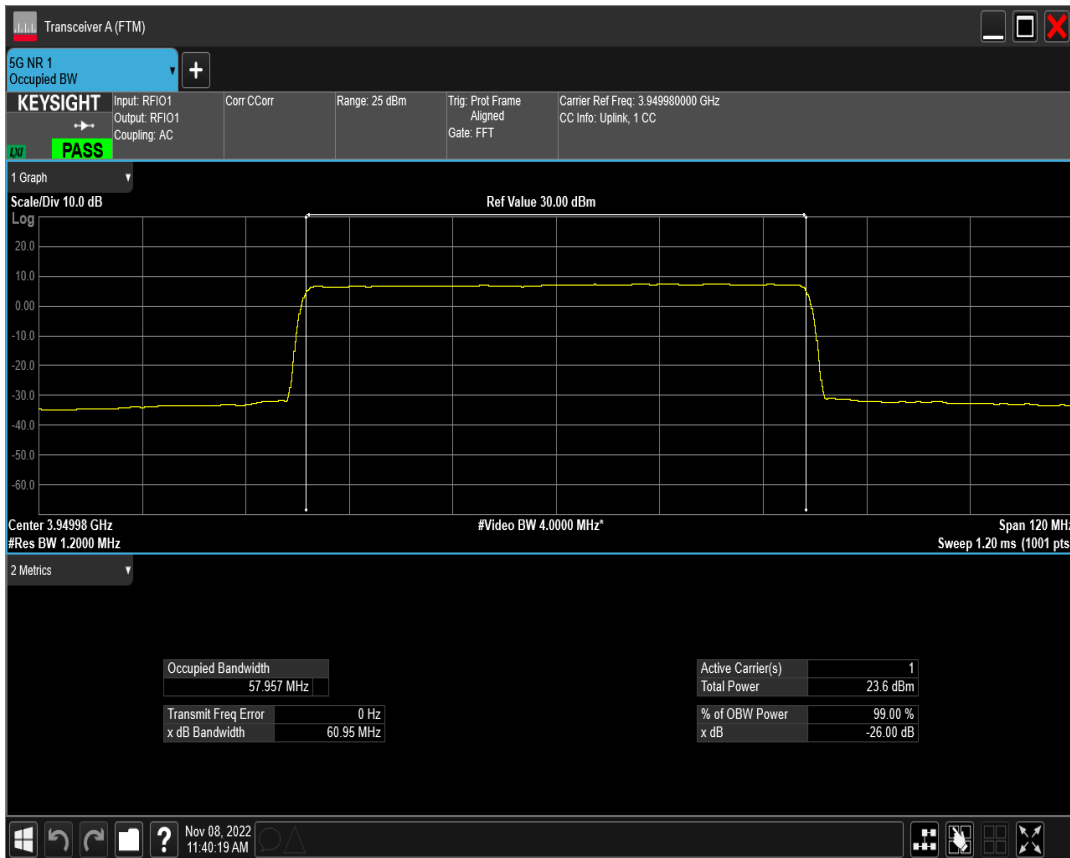 Transceiver A (FTM)
5G NR 1
Occupied BW
+
KEYSIGHT
LXI
PASS
Input: RFIO1
Output: RFIO1
Coupling: AC
Corr CCorr
Range: 25 dBm
Trig: Prot Frame
Aligned
Gate: FFT
Carrier Ref Freq: 3.949980000 GHz
CC Info: Uplink, 1 CC
1 Graph
Scale/Div 10.0 dB
Ref Value 30.00 dBm
Log
20.0
10.0
0.00
-10.0
-20.0
-30.0
-40.0
-50.0
-60.0
Center 3.94998 GHz
#Video BW 4.0000 MHz*
Span 120 MHz
#Res BW 1.2000 MHz
Sweep 1.20 ms (1001 pts
2 Metrics
Occupied Bandwidth
57.957 MHz
Transmit Freq Error 0 Hz
x dB Bandwidth 60.95 MHz
Active Carrier(s) 1
Total Power 23.6 dBm
% of OBW Power 99.00 %
x dB -26.00 dB
?
Nov 08, 2022
11:40:19 AM